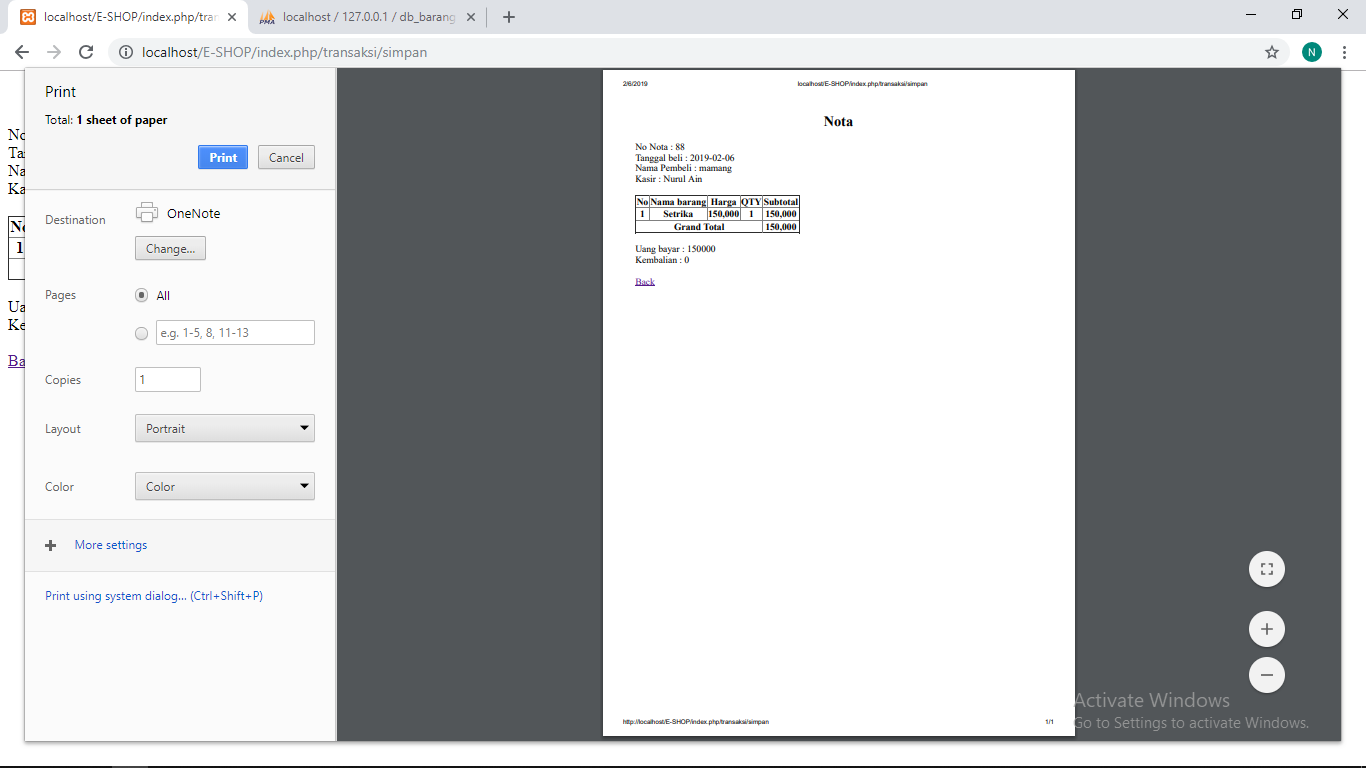 localhost/E-SHOP/index.php/tran
localhost / 127.0.0.1 / db_barang
localhost/E-SHOP/index.php/transaksi/simpan
N
Print
Total: 1 sheet of paper
Print
Cancel
Destination
OneNote
Change...
Pages
All
e.g. 1-5, 8, 11-13
Copies
1
Layout
Portrait
Color
Color
More settings
Print using system dialog... (Ctrl+Shift+P)
No
Ta
Na
Ka
1
Ua
Ke
Ba
2/6/2019 localhost/E-SHOP/index.php/transaksi/simpan
Nota
No Nota : 88
Tanggal beli : 2019-02-06
Nama Pembeli : mamang
Kasir : Nurul Ain
No Nama barang Harga QTY Subtotal
1 Setrika 150,000 1 150,000
Grand Total 150,000
Uang bayar : 150000
Kembalian : 0
Back
http://localhost/E-SHOP/index.php/transaksi/simpan 1/1
Activate Windows
Go to Settings to activate Windows.